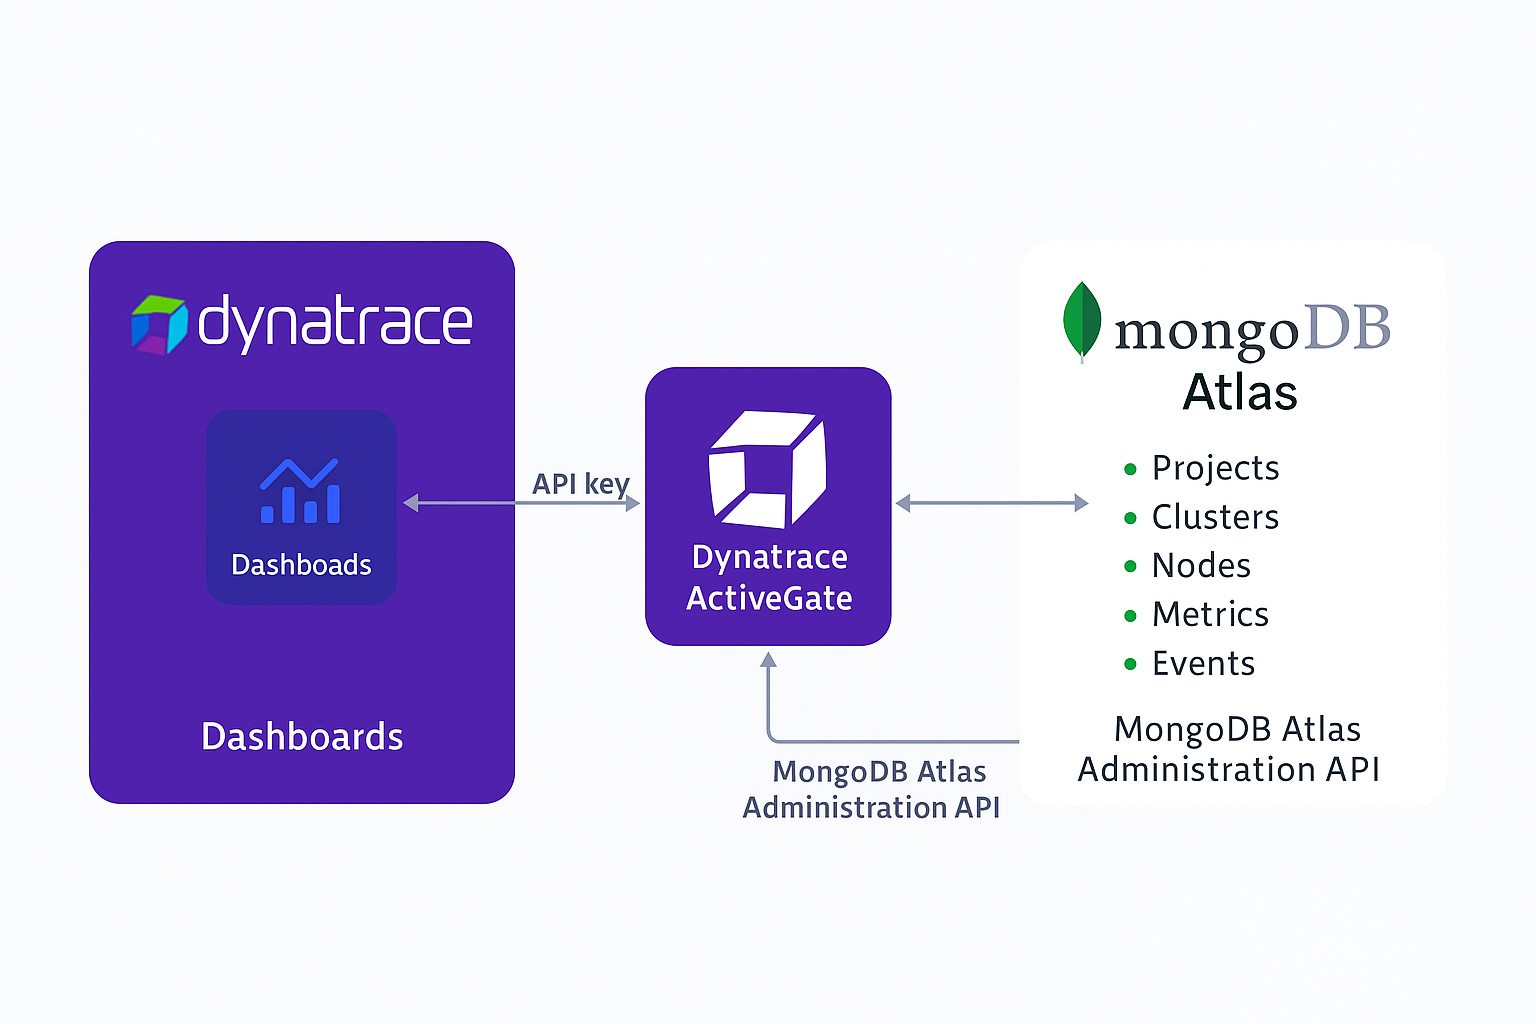 dynatrace
Dashboads
Dashboards
API key
Dynatrace
ActiveGate
MongoDB Atlas
Administration API
mongoDB
Atlas
Projects
Clusters
Nodes
Metrics
Events
MongoDB Atlas
Administration API